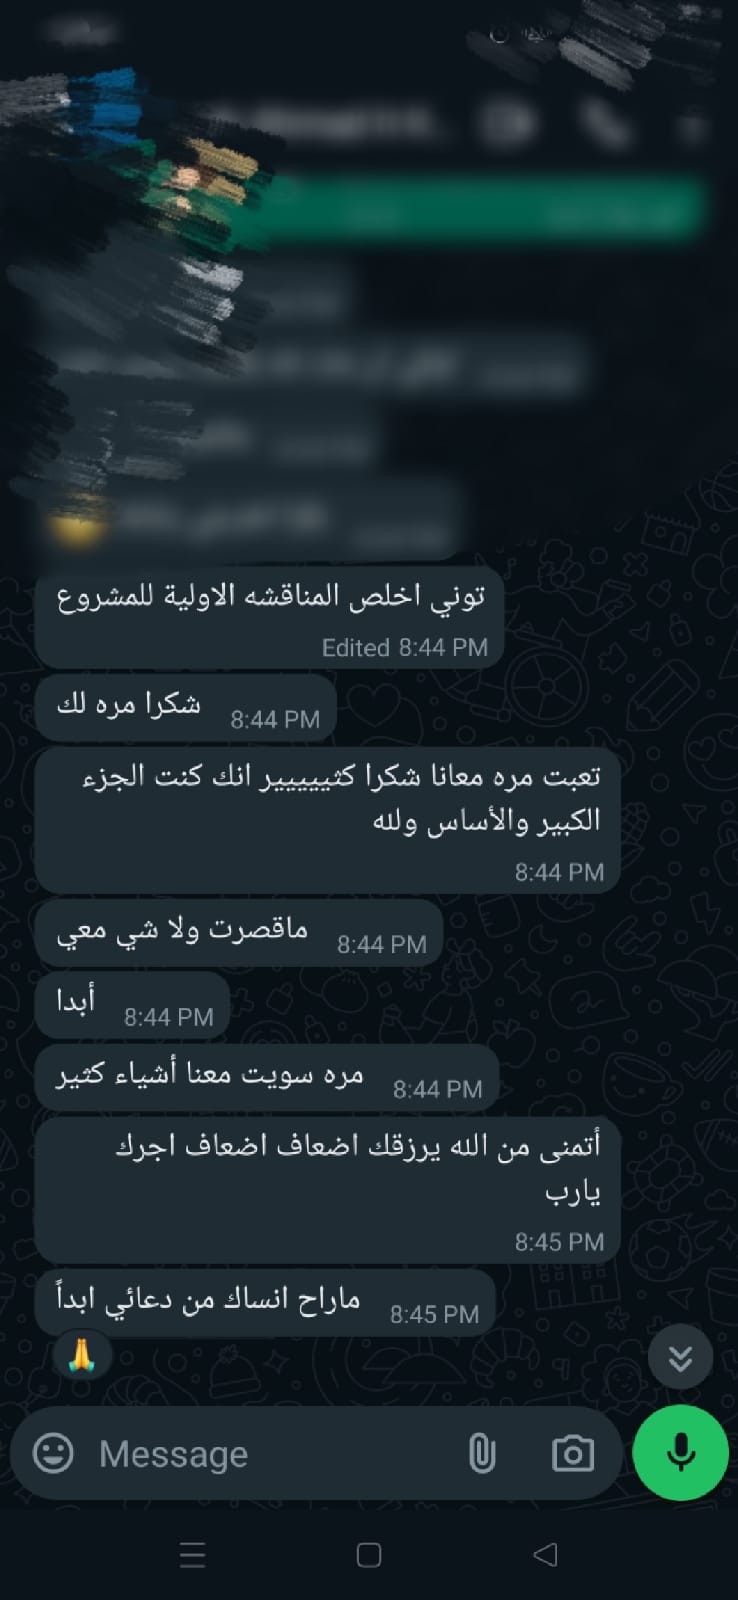 توني اخلص المناقشه الاولية للمشروع
Edited 8:44 PM
شكرا مره لك
8:44 PM
تعبت مره معانا شكرا كثيييييير انك كنت الجزء
الكبير والأساس ولله
8:44 PM
ماقصرت ولا شي معي
8:44 PM
أبدا
8:44 PM
مره سويت معنا أشياء كثير
8:44 PM
أتمنى من الله يرزقك اضعاف اضعاف اجرك
يارب
8:45 PM
ماراح انساك من دعائي ابداً
8:45 PM
🙏
Message